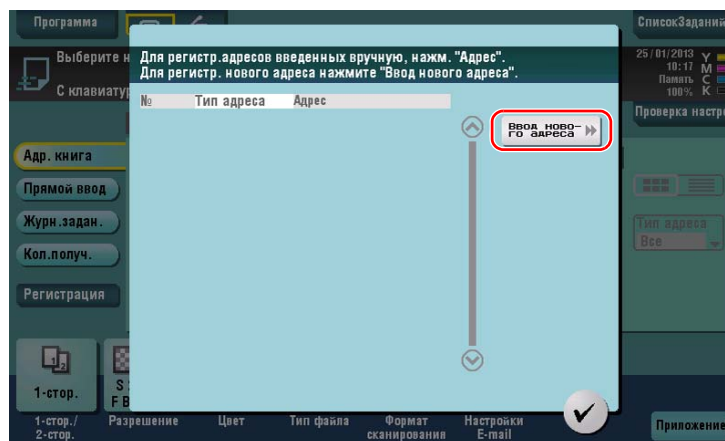 Программа
СписокЗаданий
Выберите н
Для регистр.адресов введенных вручную, нажм. "Адрес".
Для регистр. нового адреса нажмите "Ввод нового адреса".
С клавиатур
25/01/2013
10:17
Память
100%
Y
M
C
K
№ Тип адреса Адрес
Проверка настро
Ввод ново-
го адреса
Адр. книга
Прямой ввод
Журн.задан.
Кол.получ.
Регистрация
Тип адреса
Все
1-стор.
S
F B
1-стор./
2-стор.
Разрешение
Цвет
Тип файла
Формат
сканирования
Настройки
E-mail
Приложение